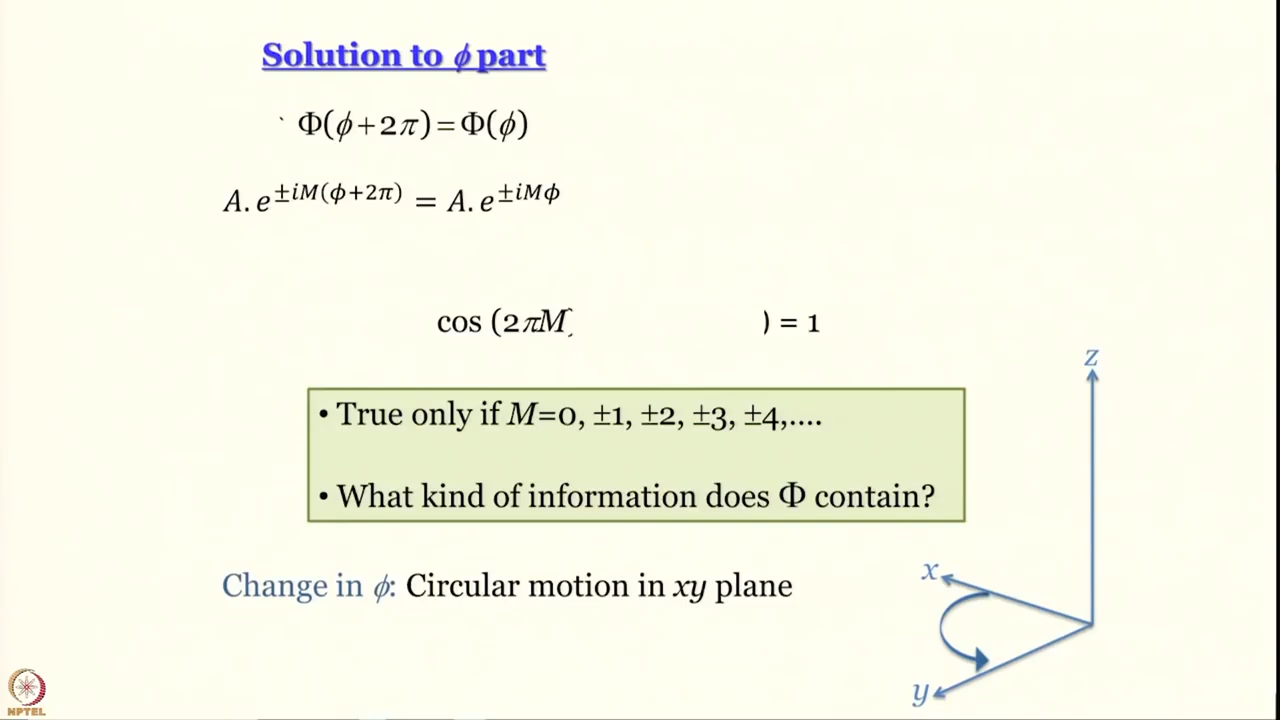 Solution to ϕ part
Φ(ϕ+2π)=Φ(ϕ)
A. e^{±iM(ϕ+2π)} = A. e^{±iMϕ}
cos (2πM) ) = 1
• True only if M=0, ±1, ±2, ±3, ±4,....
• What kind of information does Φ contain?
Change in ϕ: Circular motion in xy plane
z
x
y
NPTEL